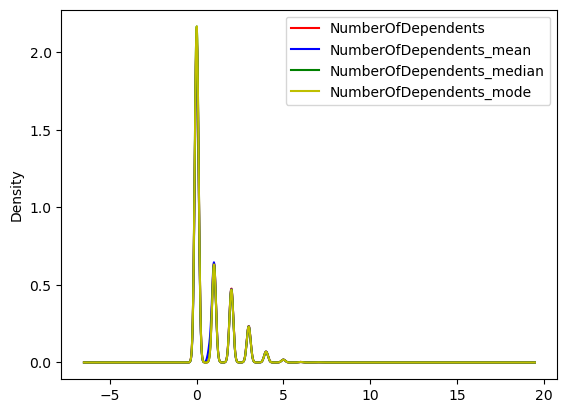 NumberOfDependents
NumberOfDependents_mean
NumberOfDependents_median
NumberOfDependents_mode
Density
2.0
1.5
1.0
0.5
0.0
−5 0 5 10 15 20